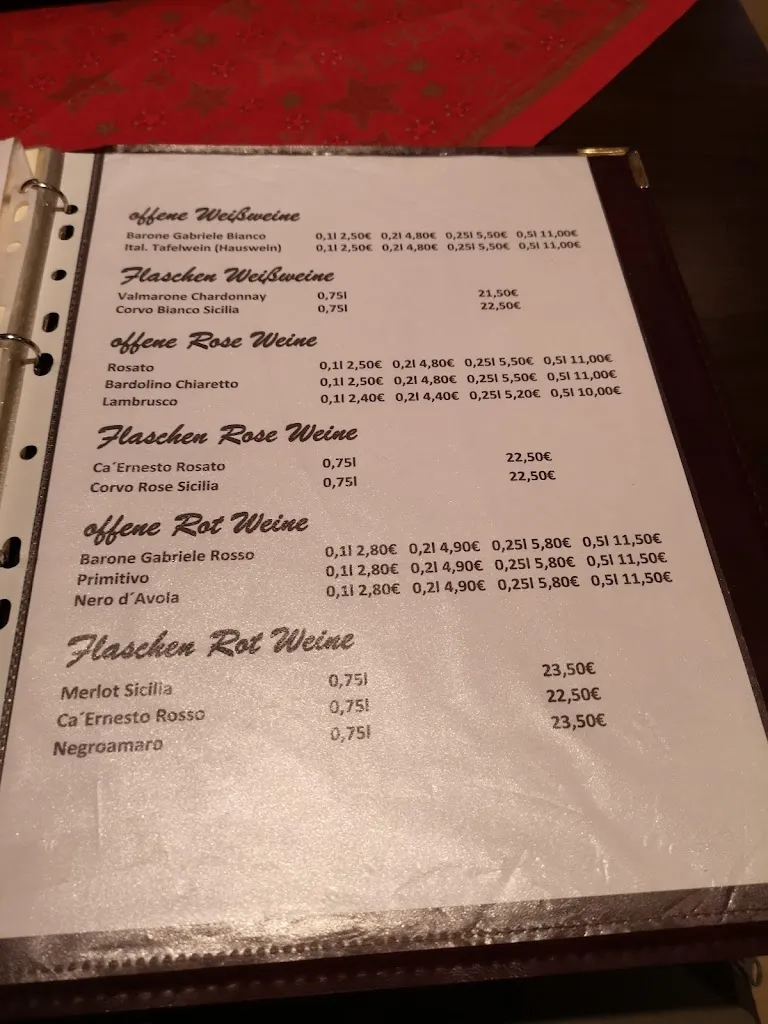 offene Weißweine
Barone Gabriele Bianco 0,1l 2,50€ 0,2l 4,80€ 0,25l 5,50€ 0,5l 11,00€
Ital. Tafelwein (Hauswein) 0,1l 2,50€ 0,2l 4,80€ 0,25l 5,50€ 0,5l 11,00€
Flaschen Weißweine
Valmarone Chardonnay 0,75l 21,50€
Corvo Bianco Sicilia 0,75l 22,50€
offene Rose Weine
Rosato 0,1l 2,50€ 0,2l 4,80€ 0,25l 5,50€ 0,5l 11,00€
Bardolino Chiaretto 0,1l 2,50€ 0,2l 4,80€ 0,25l 5,50€ 0,5l 11,00€
Lambrusco 0,1l 2,40€ 0,2l 4,40€ 0,25l 5,20€ 0,5l 10,00€
Flaschen Rose Weine
Ca´Ernesto Rosato 0,75l 22,50€
Corvo Rose Sicilia 0,75l 22,50€
offene Rot Weine
Barone Gabriele Rosso 0,1l 2,80€ 0,2l 4,90€ 0,25l 5,80€ 0,5l 11,50€
Primitivo 0,1l 2,80€ 0,2l 4,90€ 0,25l 5,80€ 0,5l 11,50€
Nero d´Avola 0,1l 2,80€ 0,2l 4,90€ 0,25l 5,80€ 0,5l 11,50€
Flaschen Rot Weine
Merlot Sicilia 0,75l 23,50€
Ca´Ernesto Rosso 0,75l 22,50€
Negroamaro 0,75l 23,50€